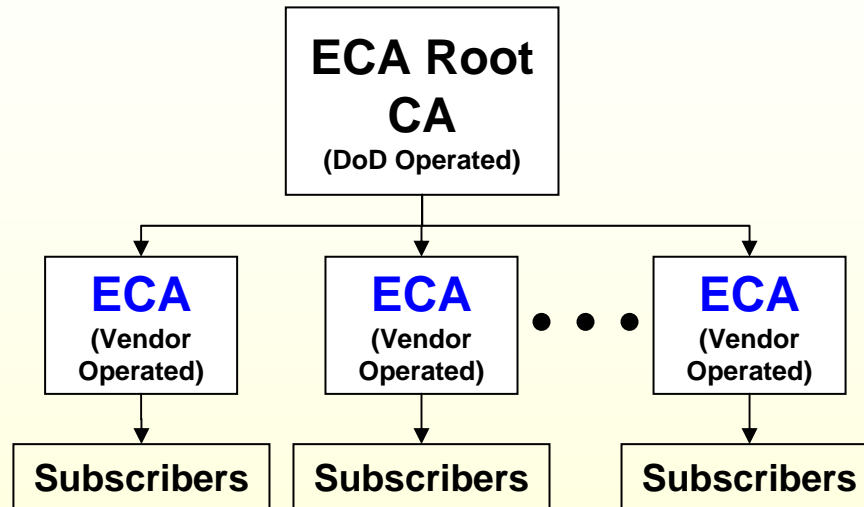 ECA Root
CA
(DoD Operated)
ECA
(Vendor
Operated)
ECA
(Vendor
Operated)
ECA
(Vendor
Operated)
Subscribers
Subscribers
Subscribers